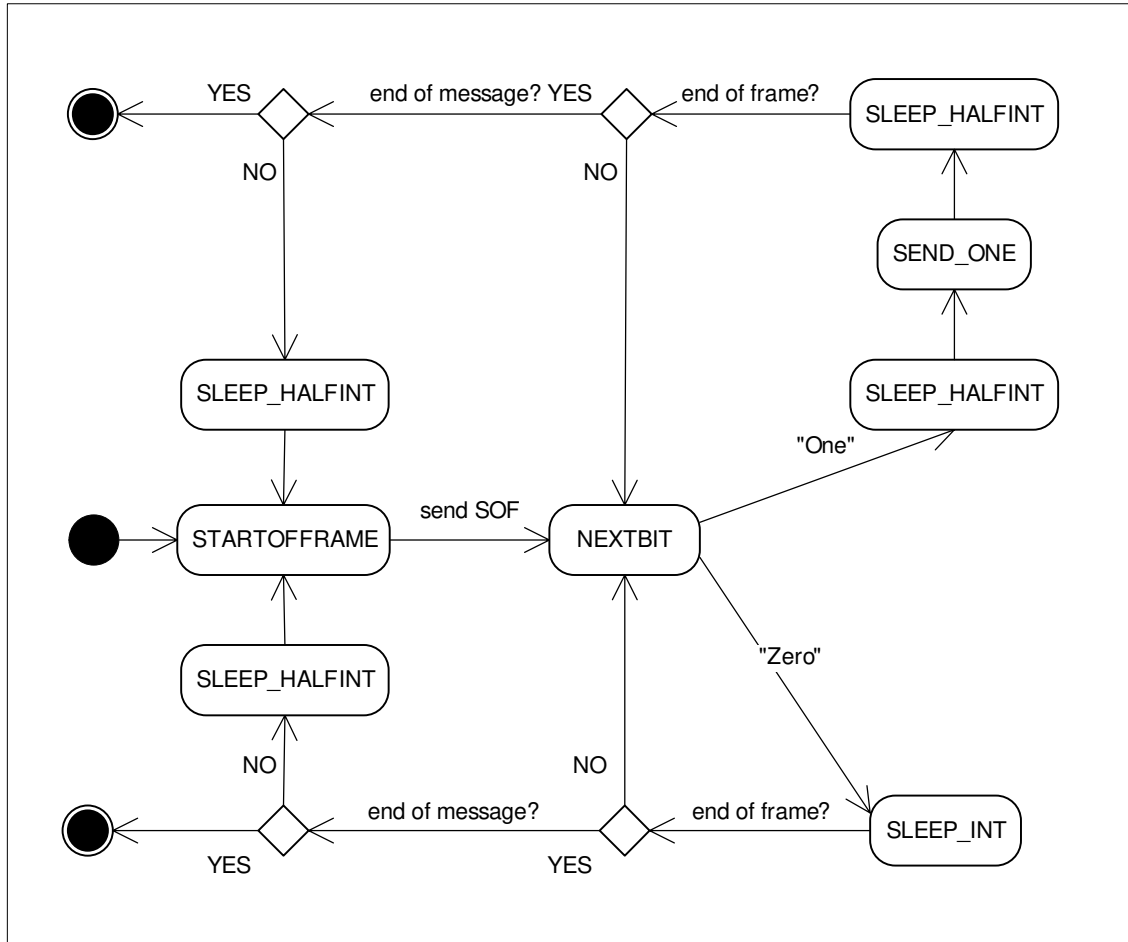 YES
end of message? YES
end of frame?
SLEEP_HALFINT
NO
NO
SEND_ONE
SLEEP_HALFINT
SLEEP_HALFINT
"One"
send SOF
STARTOFFRAME
NEXTBIT
"Zero"
SLEEP_HALFINT
NO
NO
end of message?
end of frame?
SLEEP_INT
YES
YES